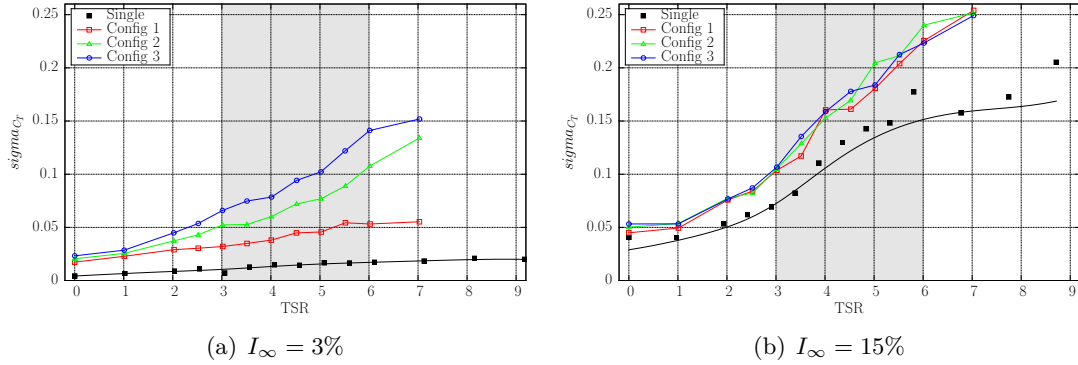 0.25
0.2
0.15
0.1
0.05
0
sigma_{C_T}
Single
Config 1
Config 2
Config 3
0 1 2 3 4 5 6 7 8 9
TSR
(a) I_∞ = 3%
0.25
0.2
0.15
0.1
0.05
0
sigma_{C_T}
Single
Config 1
Config 2
Config 3
0 1 2 3 4 5 6 7 8 9
TSR
(b) I_∞ = 15%